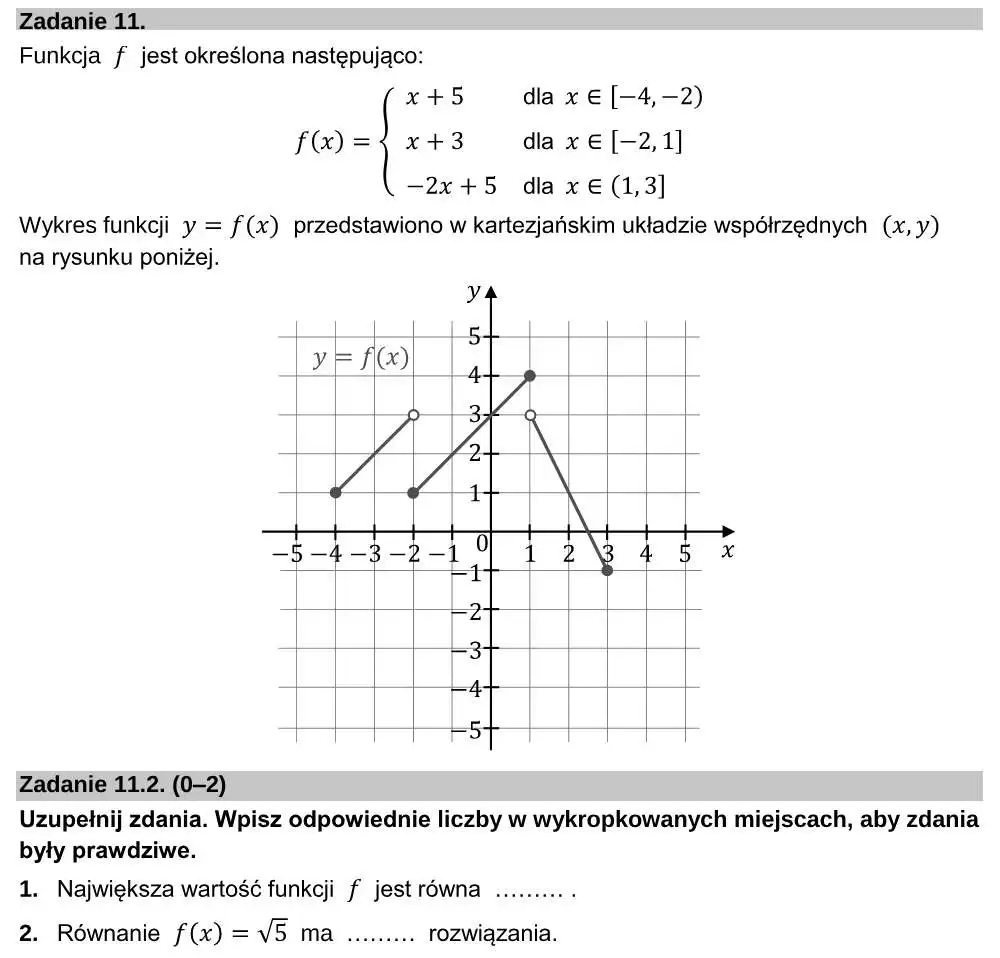 Zadanie 11.
Funkcja f jest określona następująco:
x + 5 dla x ∈ [−4, −2)
f(x) = { x + 3 dla x ∈ [−2, 1]
−2x + 5 dla x ∈ (1, 3]
Wykres funkcji y = f(x) przedstawiono w kartezjańskim układzie współrzędnych (x, y)
na rysunku poniżej.
y
5
y = f(x)
4
3
2
1
0
−5 −4 −3 −2 −1 1 2 3 4 5 x
−1
−2
−3
−4
−5
Zadanie 11.2. (0–2)
Uzupełnij zdania. Wpisz odpowiednie liczby w wykropkowanych miejscach, aby zdania
były prawdziwe.
1. Największa wartość funkcji f jest równa ……… .
2. Równanie f(x) = √5 ma ……… rozwiązania.